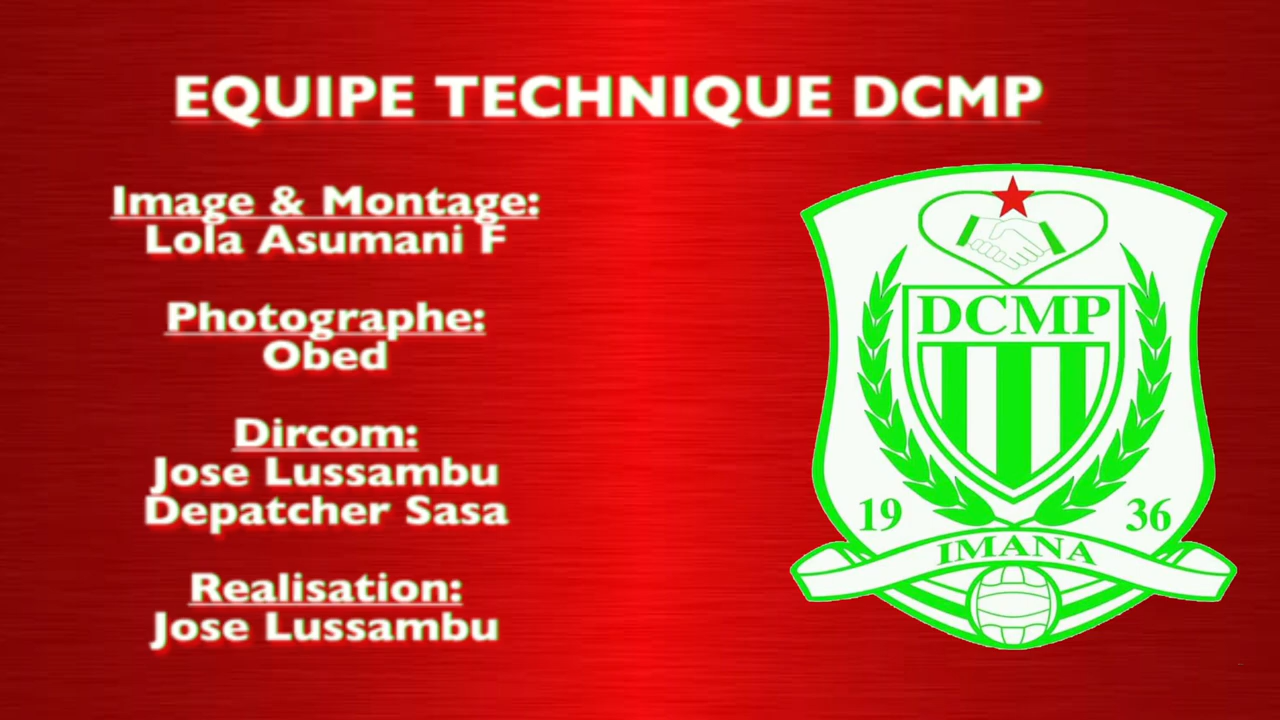 EQUIPE TECHNIQUE DCMP
Image & Montage:
Lola Asumani F
Photographe:
Obed
Dircom:
Jose Lussambu
Depatcher Sasa
Realisation:
Jose Lussambu
DCMP
19 36
IMANA